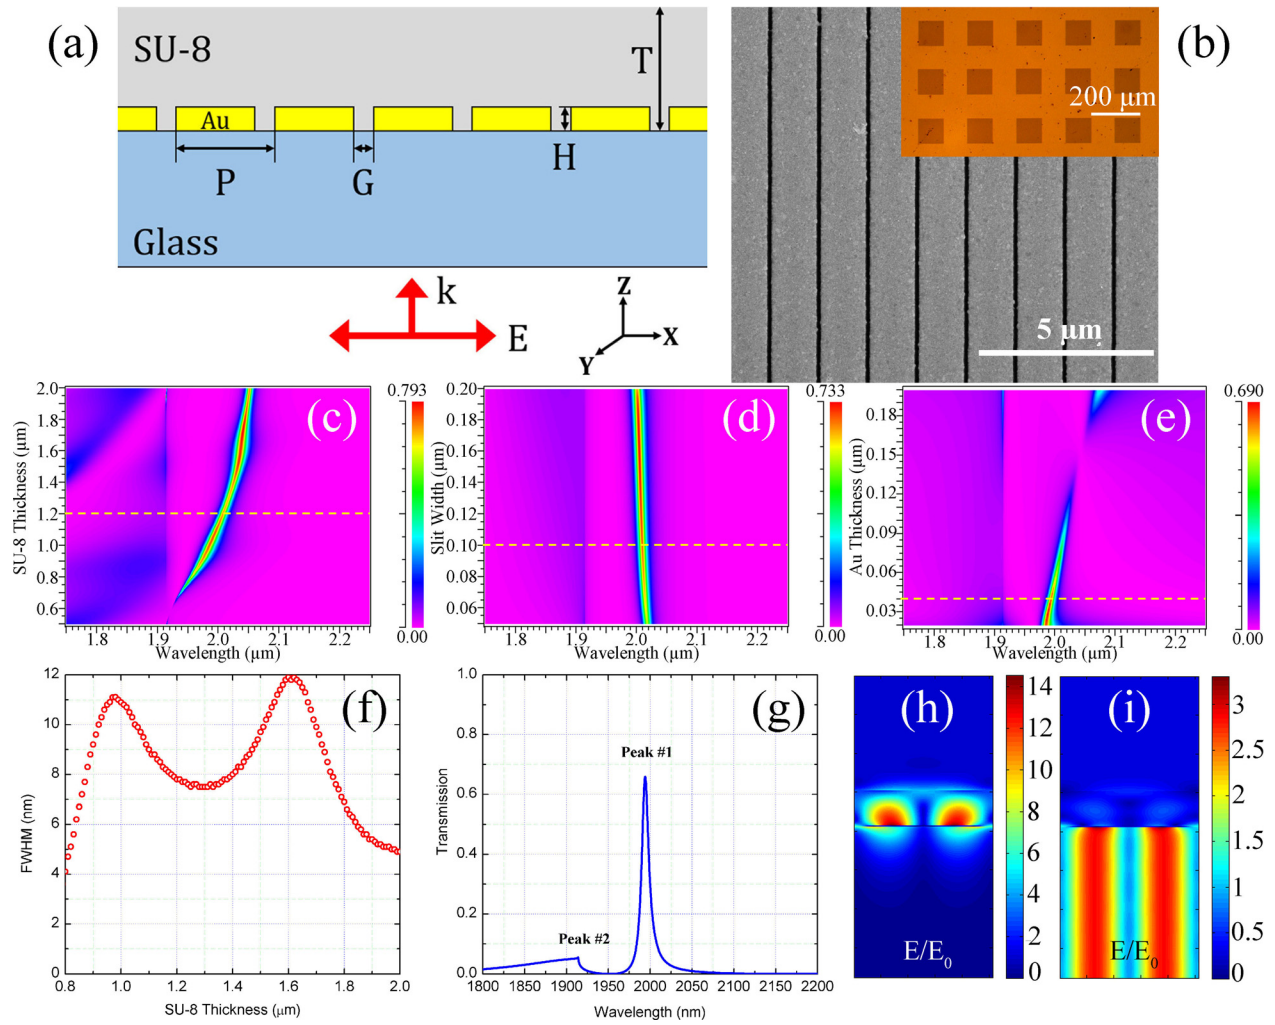 (a)
SU-8
T
Au
P
G
H
Glass
k
E
Z
X
Y
(b)
200 μm
5 μm
(c)
0.793
0.00
2.0
1.8
1.6
1.4
1.2
1.0
0.8
0.6
SU-8 Thickness (μm)
1.8 1.9 2.0 2.1 2.2
Wavelength (μm)
(d)
0.733
0.00
0.20
0.18
0.16
0.14
0.12
0.10
0.08
0.06
Slit Width (μm)
1.8 1.9 2.0 2.1 2.2
Wavelength (μm)
(e)
0.690
0.00
0.18
0.15
0.12
0.09
0.06
0.03
Au Thickness (μm)
1.8 1.9 2.0 2.1 2.2
Wavelength (μm)
(f)
12
10
8
6
4
2
0
FWHM (nm)
0.8 1.0 1.2 1.4 1.6 1.8 2.0
SU-8 Thickness (μm)
(g)
Peak #1
Peak #2
1.0
0.8
0.6
0.4
0.2
0.0
Transmission
1800 1850 1900 1950 2000 2050 2100 2150 2200
Wavelength (nm)
(h)
E/E0
14
12
10
8
6
4
2
0
(i)
E/E0
3
2.5
2
1.5
1
0.5
0